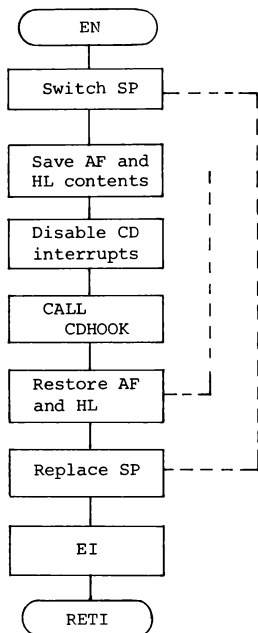 EN
Switch SP
Save AF and
HL contents
Disable CD
interrupts
CALL
CDHOOK
Restore AF
and HL
Replace SP
EI
RETI